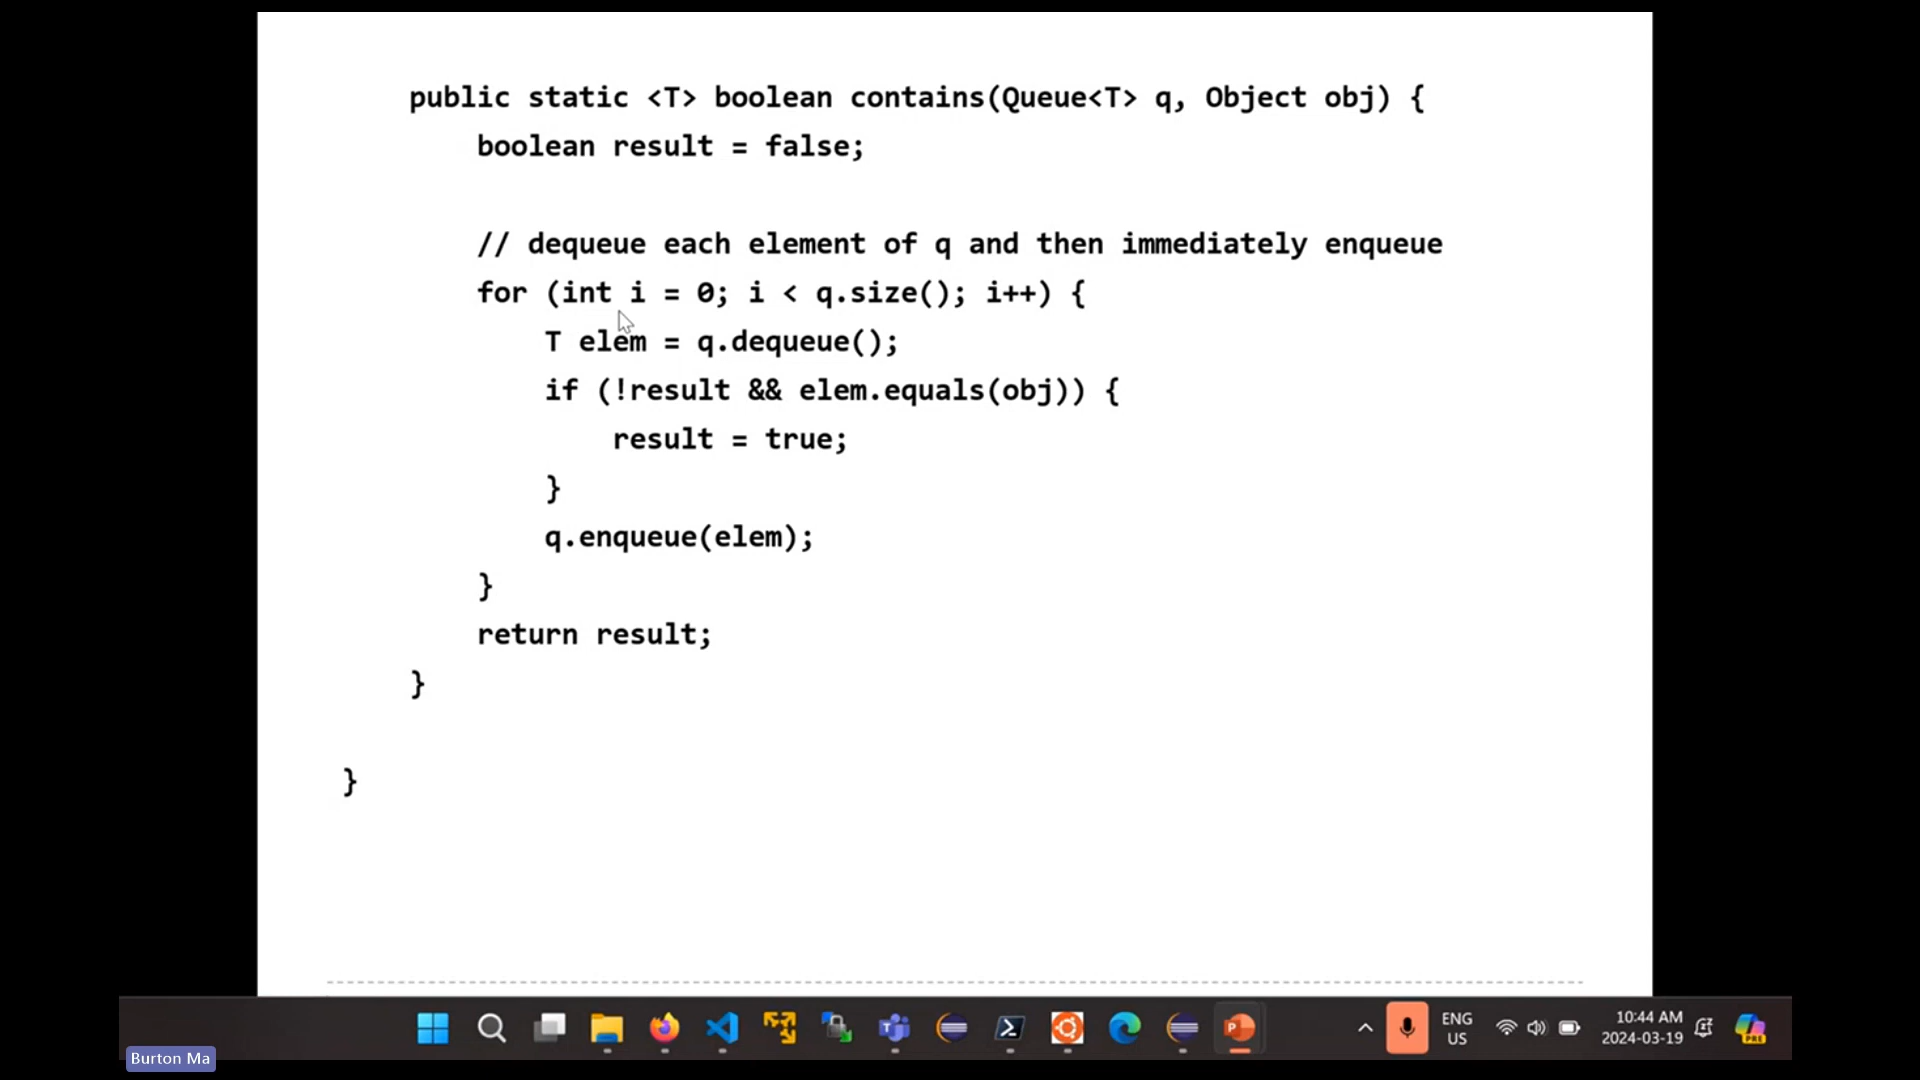 public static <T> boolean contains(Queue<T> q, Object obj) {
boolean result = false;
// dequeue each element of q and then immediately enqueue
for (int i = 0; i < q.size(); i++) {
T elem = q.dequeue();
if (!result && elem.equals(obj)) {
result = true;
}
q.enqueue(elem);
}
return result;
}
}
ENG
US
10:44 AM
2024-03-19
PRE
Burton Ma